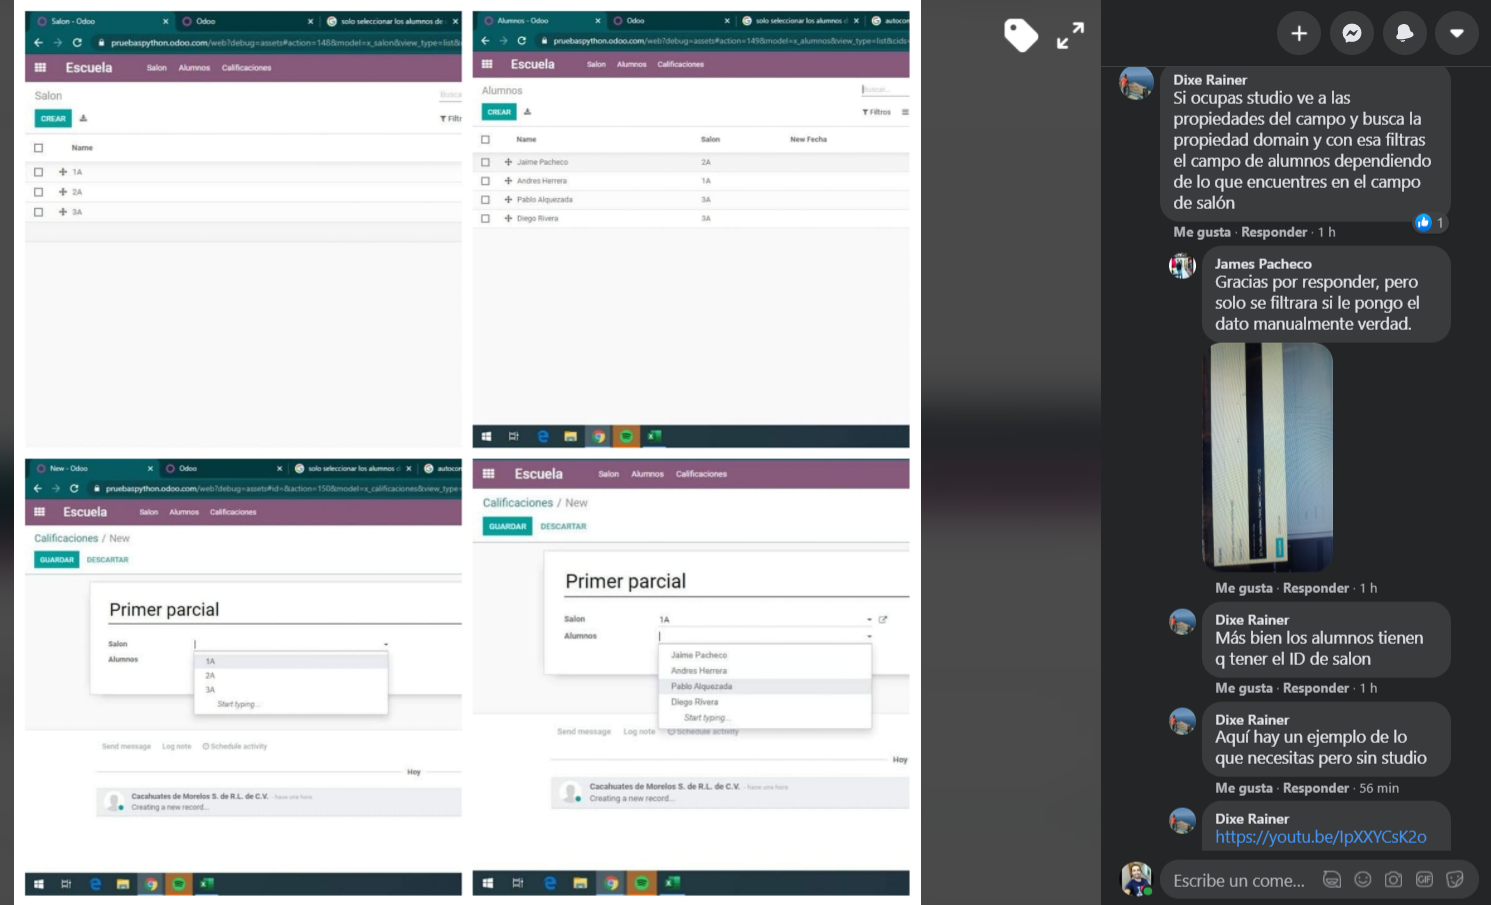 Salon - Odoo
Odoo
solo seleccionar los alumnos de
pruebaspython.odoo.com/web?debug=assets#action=148&model=x_salon&view_type=list&
Escuela
Salon Alumnos Calificaciones
Salon
Busca
CREAR
Filtr
Name
1A
2A
3A
Alumnos - Odoo
Odoo
solo seleccionar los alumnos d
autocon
pruebaspython.odoo.com/web?debug=assets#action=149&model=x_alumnos&view_type=list&cids=
Escuela
Salon Alumnos Calificaciones
Alumnos
Buscar...
CREAR
Filtros
Name Salon New Fecha
Jaime Pacheco 2A
Andres Herrera 1A
Pablo Alquezada 3A
Diego Rivera 3A
New - Odoo
Odoo
solo seleccionar los alumnos d
autocon
pruebaspython.odoo.com/web?debug=assets#id=&action=150&model=x_calificaciones&view_type=
Escuela
Salon Alumnos Calificaciones
Calificaciones / New
GUARDAR DESCARTAR
Primer parcial
Salon
Alumnos
1A
2A
3A
Start typing...
Send message Log note Schedule activity
Hoy
Cacahuates de Morelos S. de R.L. de C.V. - hace una hora
Creating a new record...
Escuela
Salon Alumnos Calificaciones
Calificaciones / New
GUARDAR DESCARTAR
Primer parcial
Salon 1A
Alumnos
Jaime Pacheco
Andres Herrera
Pablo Alquezada
Diego Rivera
Start typing...
Send message Log note Schedule activity
Hoy
Cacahuates de Morelos S. de R.L. de C.V. - hace una hora
Creating a new record...
Dixe Rainer
Si ocupas studio ve a las
propiedades del campo y busca la
propiedad domain y con esa filtras
el campo de alumnos dependiendo
de lo que encuentres en el campo
de salón
1
Me gusta · Responder · 1 h
James Pacheco
Gracias por responder, pero
solo se filtrara si le pongo el
dato manualmente verdad.
Me gusta · Responder · 1 h
Dixe Rainer
Más bien los alumnos tienen
q tener el ID de salon
Me gusta · Responder · 1 h
Dixe Rainer
Aquí hay un ejemplo de lo
que necesitas pero sin studio
Me gusta · Responder · 56 min
Dixe Rainer
https://youtu.be/IpXXYCsK2o
Escribe un come...
GIF